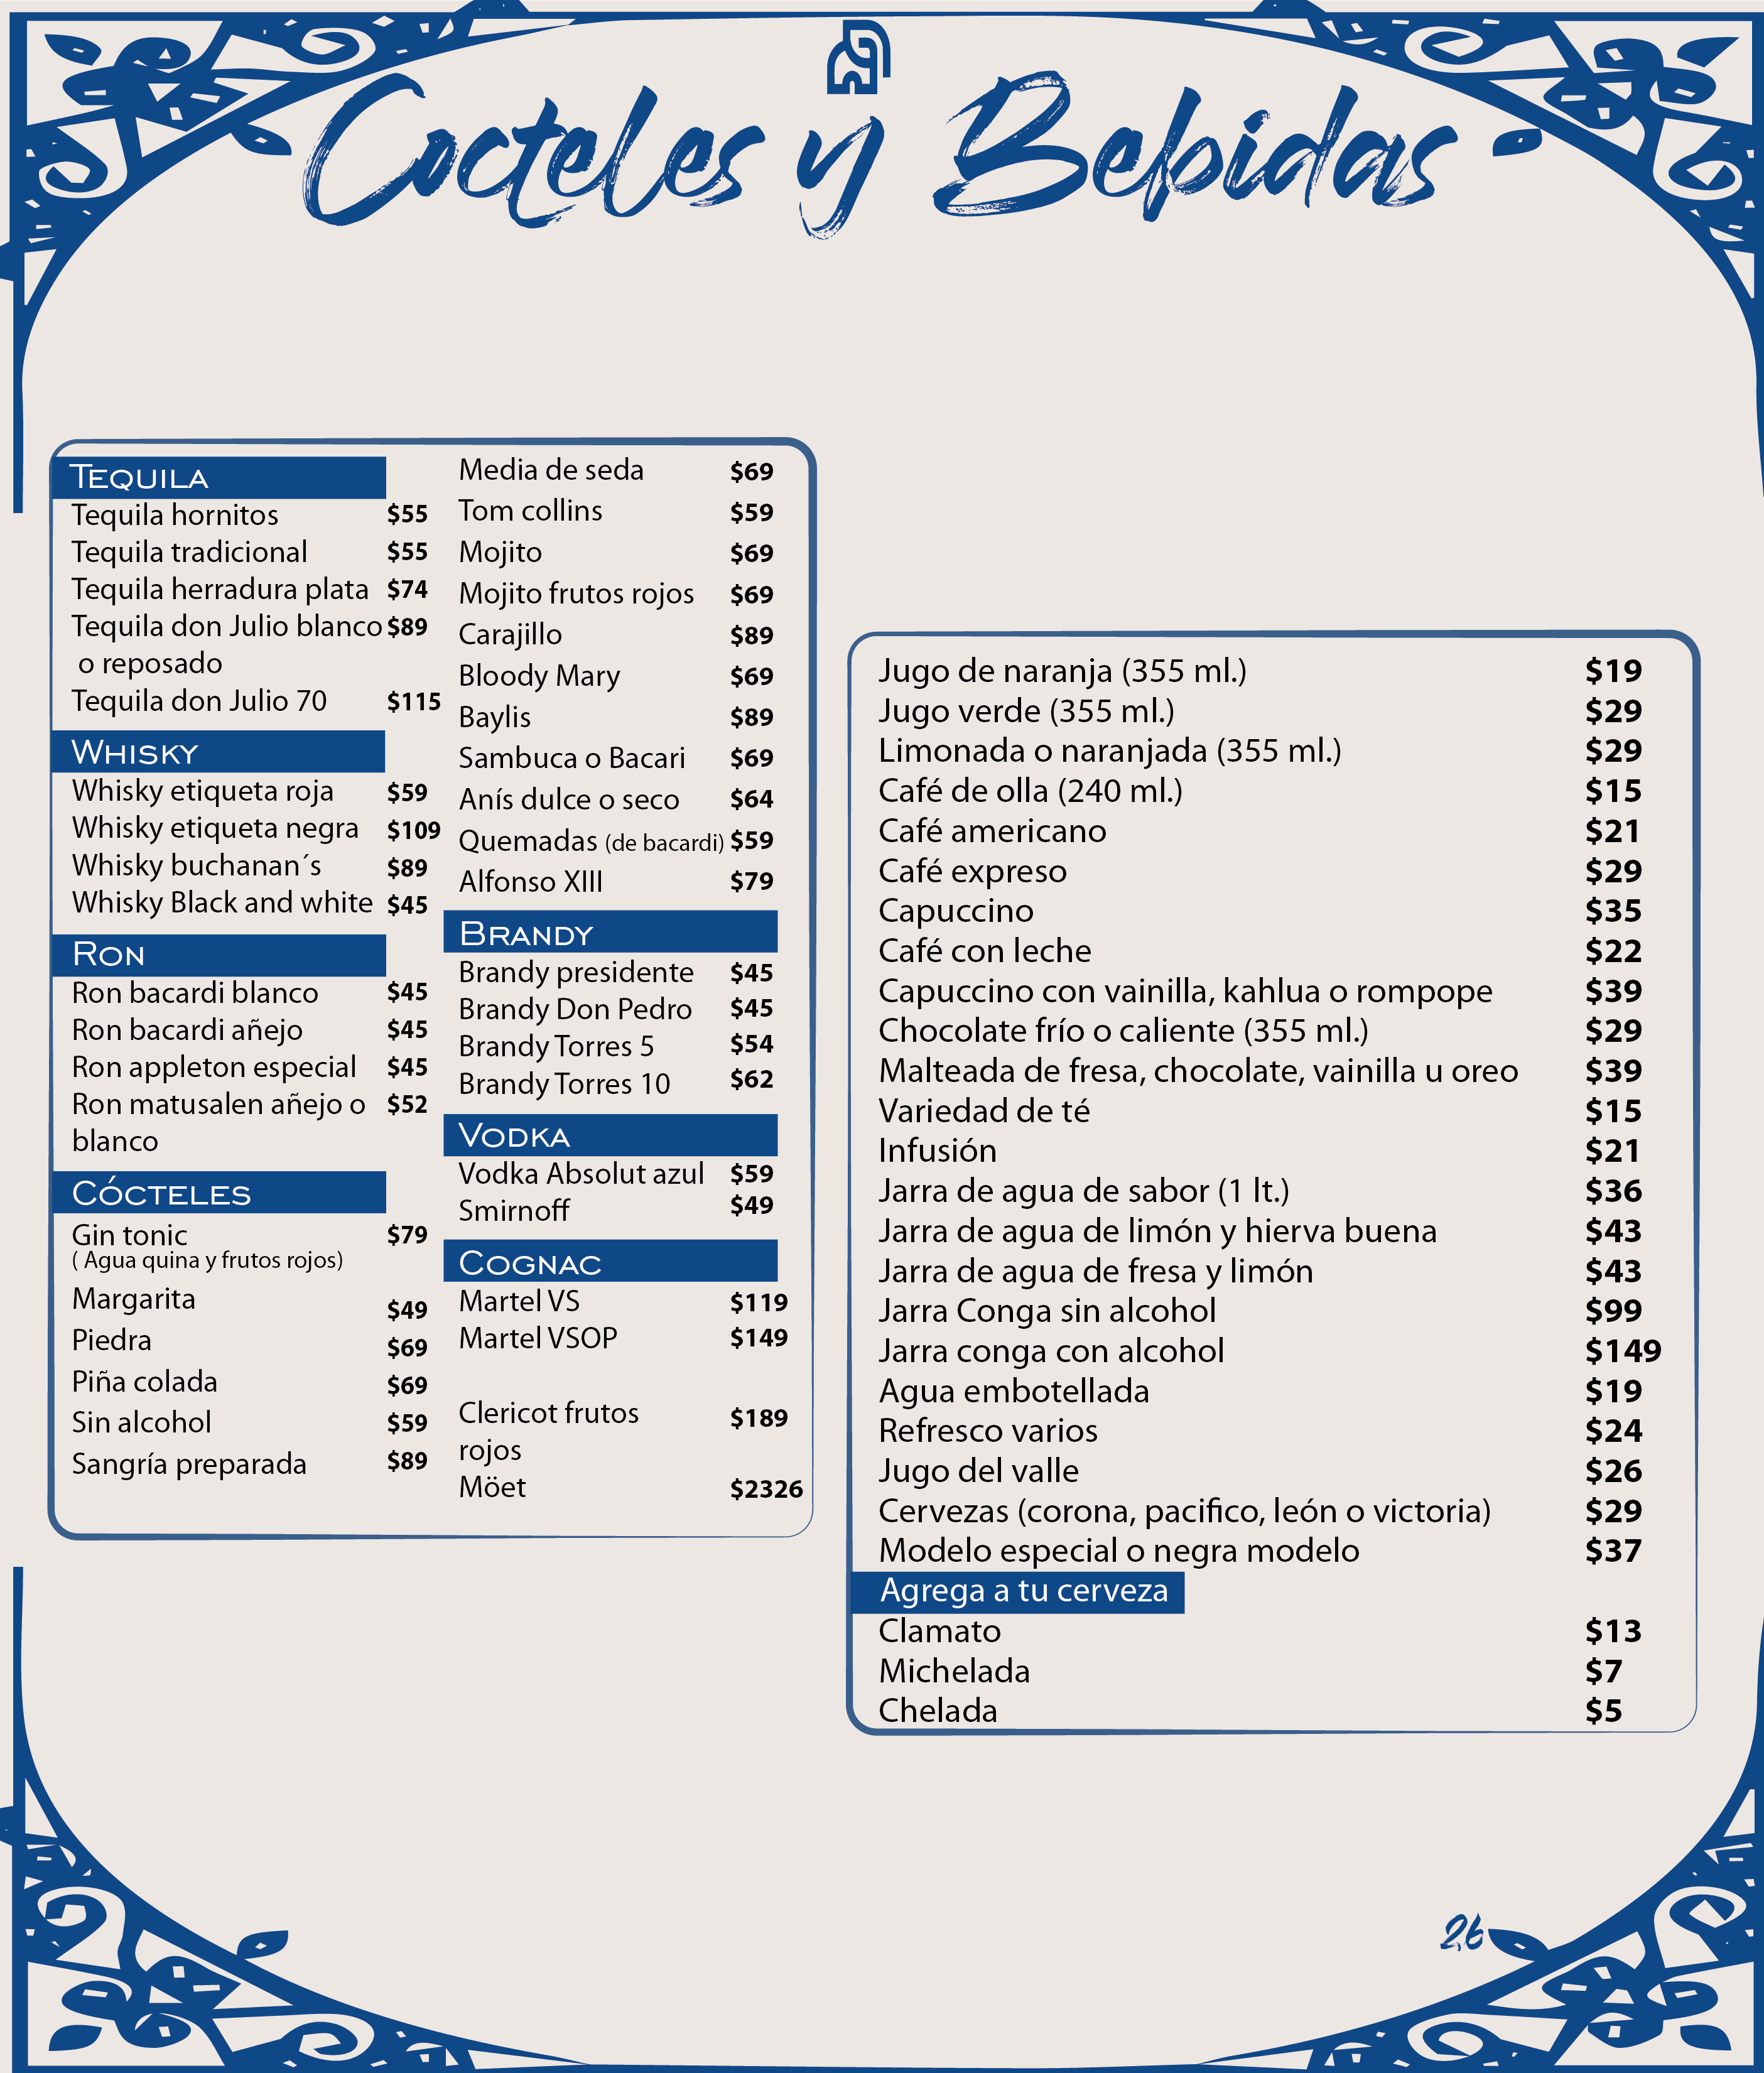 Cocteles y Bebidas
TEQUILA
Tequila hornitos $55
Tequila tradicional $55
Tequila herradura plata $74
Tequila don Julio blanco $89
o reposado
Tequila don Julio 70 $115
WHISKY
Whisky etiqueta roja $59
Whisky etiqueta negra $109
Whisky buchanan´s $89
Whisky Black and white $45
RON
Ron bacardi blanco $45
Ron bacardi añejo $45
Ron appleton especial $45
Ron matusalen añejo o $52
blanco
CÓCTELES
Gin tonic $79
( Agua quina y frutos rojos)
Margarita $49
Piedra $69
Piña colada $69
Sin alcohol $59
Sangría preparada $89
Media de seda $69
Tom collins $59
Mojito $69
Mojito frutos rojos $69
Carajillo $89
Bloody Mary $69
Baylis $89
Sambuca o Bacari $69
Anís dulce o seco $64
Quemadas (de bacardi) $59
Alfonso XIII $79
BRANDY
Brandy presidente $45
Brandy Don Pedro $45
Brandy Torres 5 $54
Brandy Torres 10 $62
VODKA
Vodka Absolut azul $59
Smirnoff $49
COGNAC
Martel VS $119
Martel VSOP $149
Clericot frutos $189
rojos
Möet $2326
Jugo de naranja (355 ml.) $19
Jugo verde (355 ml.) $29
Limonada o naranjada (355 ml.) $29
Café de olla (240 ml.) $15
Café americano $21
Café expreso $29
Capuccino $35
Café con leche $22
Capuccino con vainilla, kahlua o rompope $39
Chocolate frío o caliente (355 ml.) $29
Malteada de fresa, chocolate, vainilla u oreo $39
Variedad de té $15
Infusión $21
Jarra de agua de sabor (1 lt.) $36
Jarra de agua de limón y hierva buena $43
Jarra de agua de fresa y limón $43
Jarra Conga sin alcohol $99
Jarra conga con alcohol $149
Agua embotellada $19
Refresco varios $24
Jugo del valle $26
Cervezas (corona, pacifico, león o victoria) $29
Modelo especial o negra modelo $37
Agrega a tu cerveza
Clamato $13
Michelada $7
Chelada $5
26